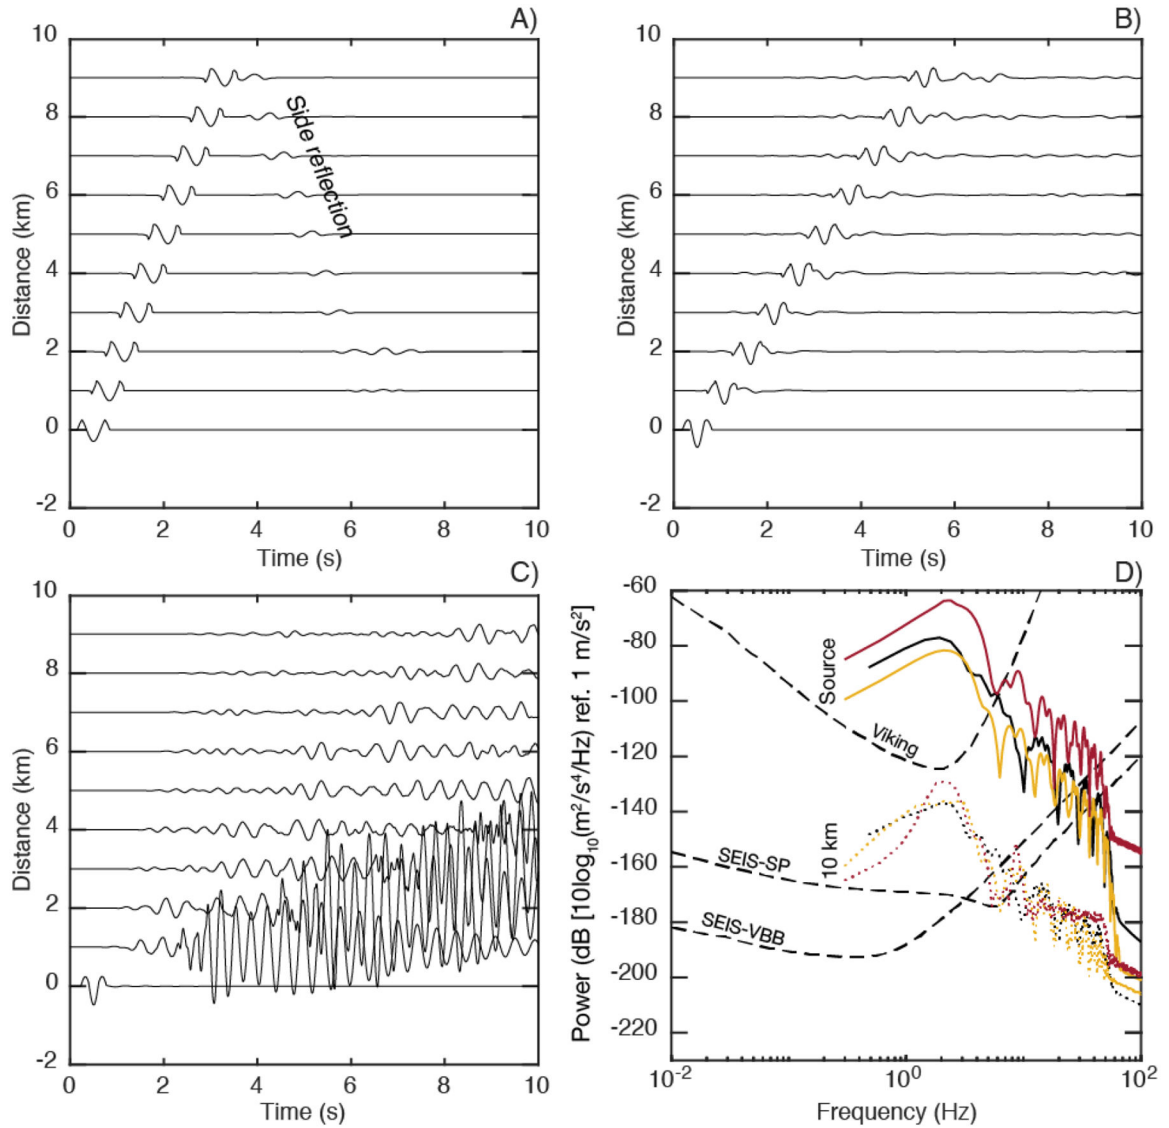 A)
10
8
6
4
2
0
-2
Distance (km)
Side reflection
0 2 4 6 8 10
Time (s)
B)
10
8
6
4
2
0
-2
Distance (km)
0 2 4 6 8 10
Time (s)
C)
10
8
6
4
2
0
-2
Distance (km)
0 2 4 6 8 10
Time (s)
D)
-60
-80
-100
-120
-140
-160
-180
-200
-220
Power (dB [10log₁₀(m²/s⁴/Hz) ref. 1 m/s²]
Source
Viking
10 km
SEIS-SP
SEIS-VBB
10⁻² 10⁰ 10¹ 10²
Frequency (Hz)